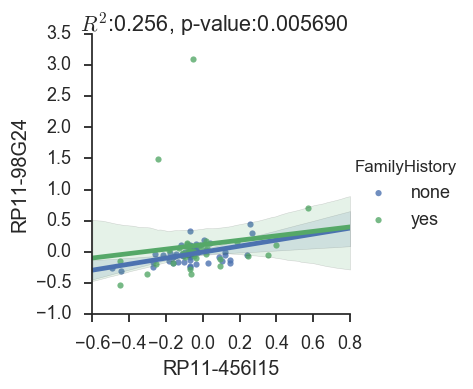 R²:0.256, p-value:0.005690
3.5
3.0
2.5
2.0
1.5
1.0
0.5
0.0
−0.5
−1.0
RP11-98G24
−0.6 −0.4 −0.2 0.0 0.2 0.4 0.6 0.8
RP11-456I15
FamilyHistory
none
yes